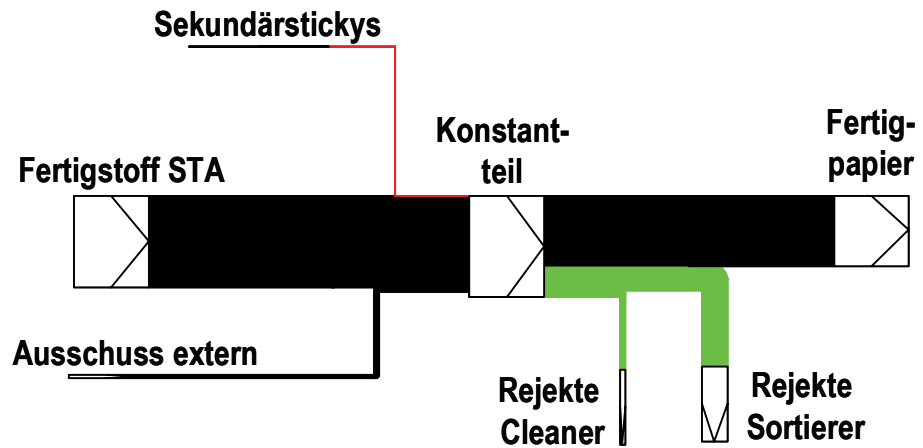 Sekundärstickys
Konstant-
teil
Fertig-
papier
Fertigstoff STA
Ausschuss extern
Rejekte
Cleaner
Rejekte
Sortierer